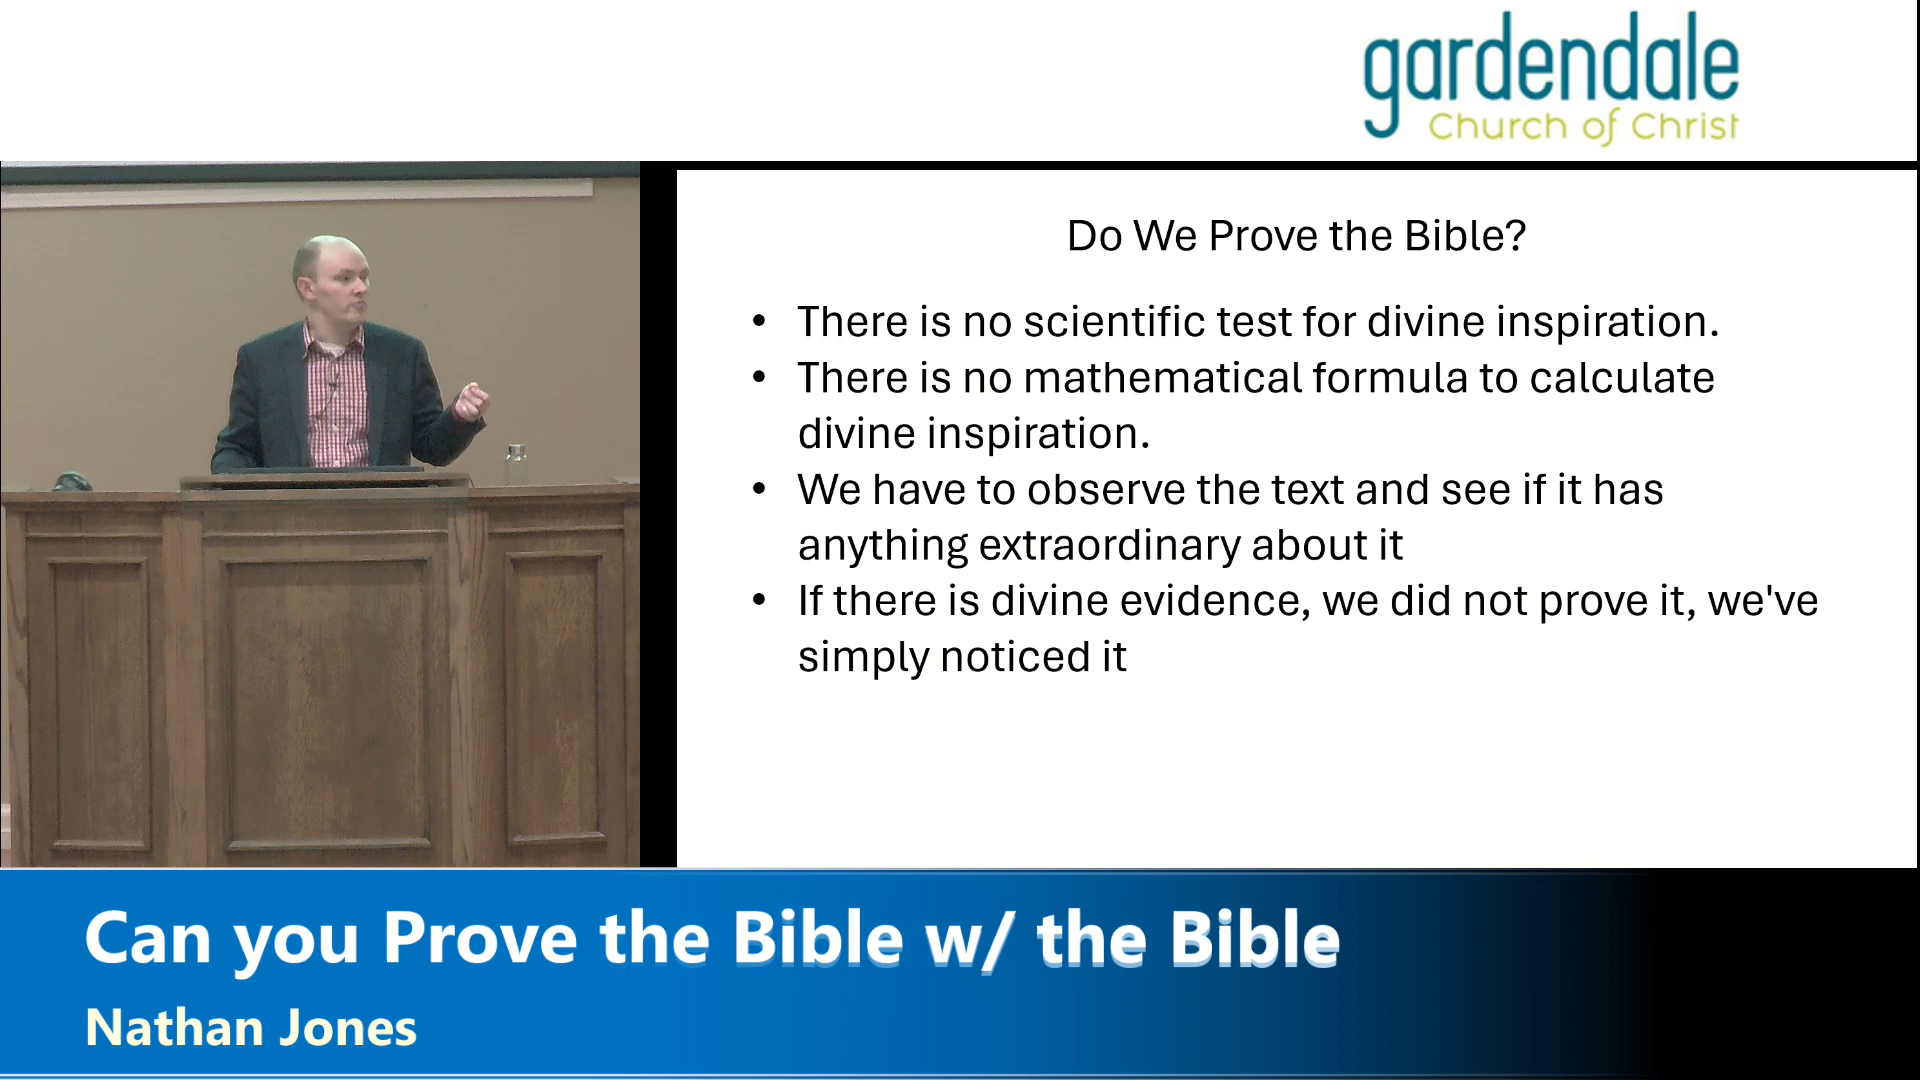 gardendale
Church of Christ
Do We Prove the Bible?
• There is no scientific test for divine inspiration.
• There is no mathematical formula to calculate
divine inspiration.
• We have to observe the text and see if it has
anything extraordinary about it
• If there is divine evidence, we did not prove it, we've
simply noticed it
Can you Prove the Bible w/ the Bible
Nathan Jones